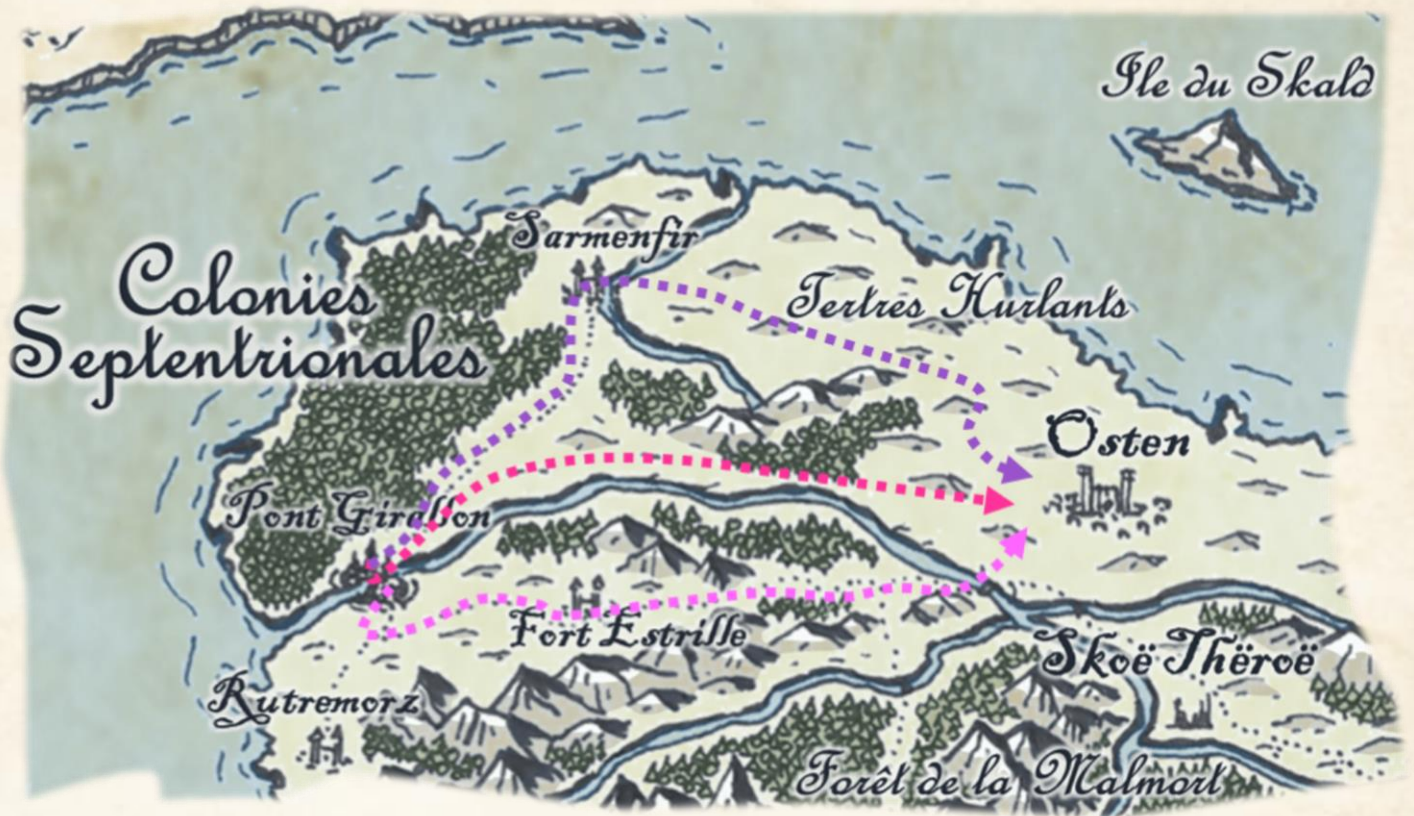 Ile du Skald
Sarmenfir
Colonies
Septentrionales
Tertres Hurlants
Osten
Pont Girabon
Fort Estrille
Skoë Thëroë
Rutremorz
Forêt de la Malmort